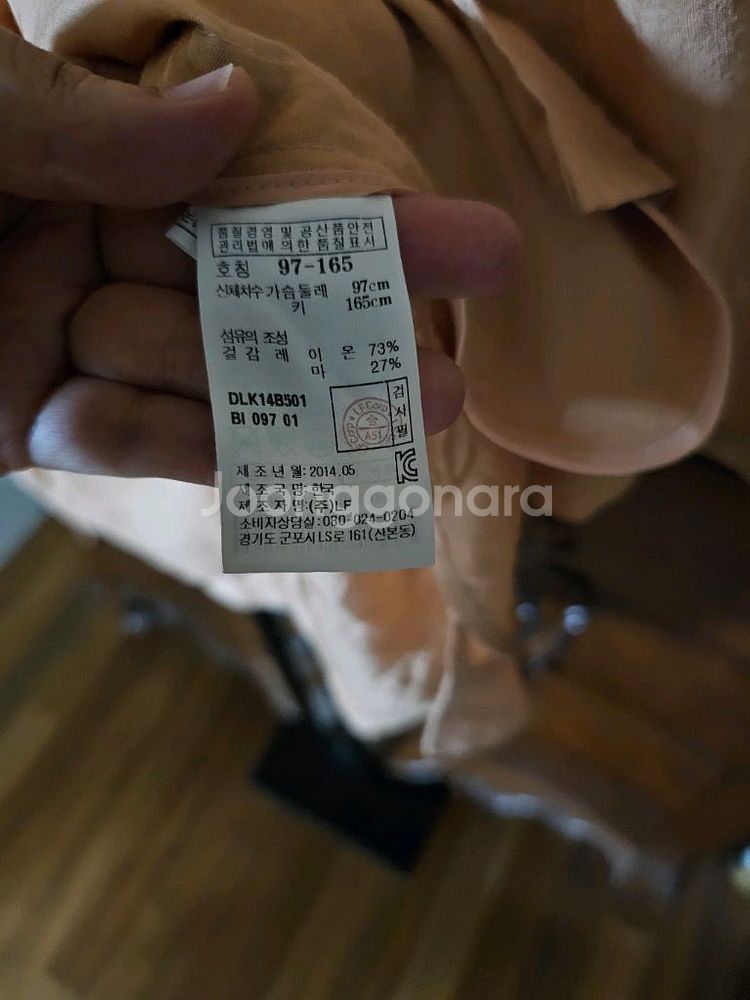 품질경영 및 공산품안전
관리법에 의한 품질표시
호칭 97-165
신체치수 가슴둘레 97cm
키 165cm
섬유의 조성
겉감 레이온 73%
마 27%
DLK14B501
BI 097 01
검사필
LF Corp
A51
제조년월:2014.05
제조국명:한국
제조자명:(주)LF
소비자상담실:080-024-0204
경기도 군포시 LS로 161(산본동)
Joonggonara